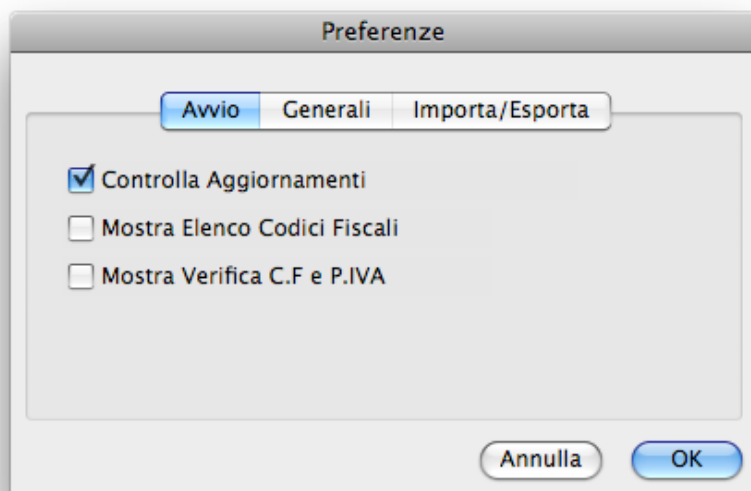 Preferenze
Avvio Generali Importa/Esporta
Controlla Aggiornamenti
Mostra Elenco Codici Fiscali
Mostra Verifica C.F e P.IVA
Annulla OK